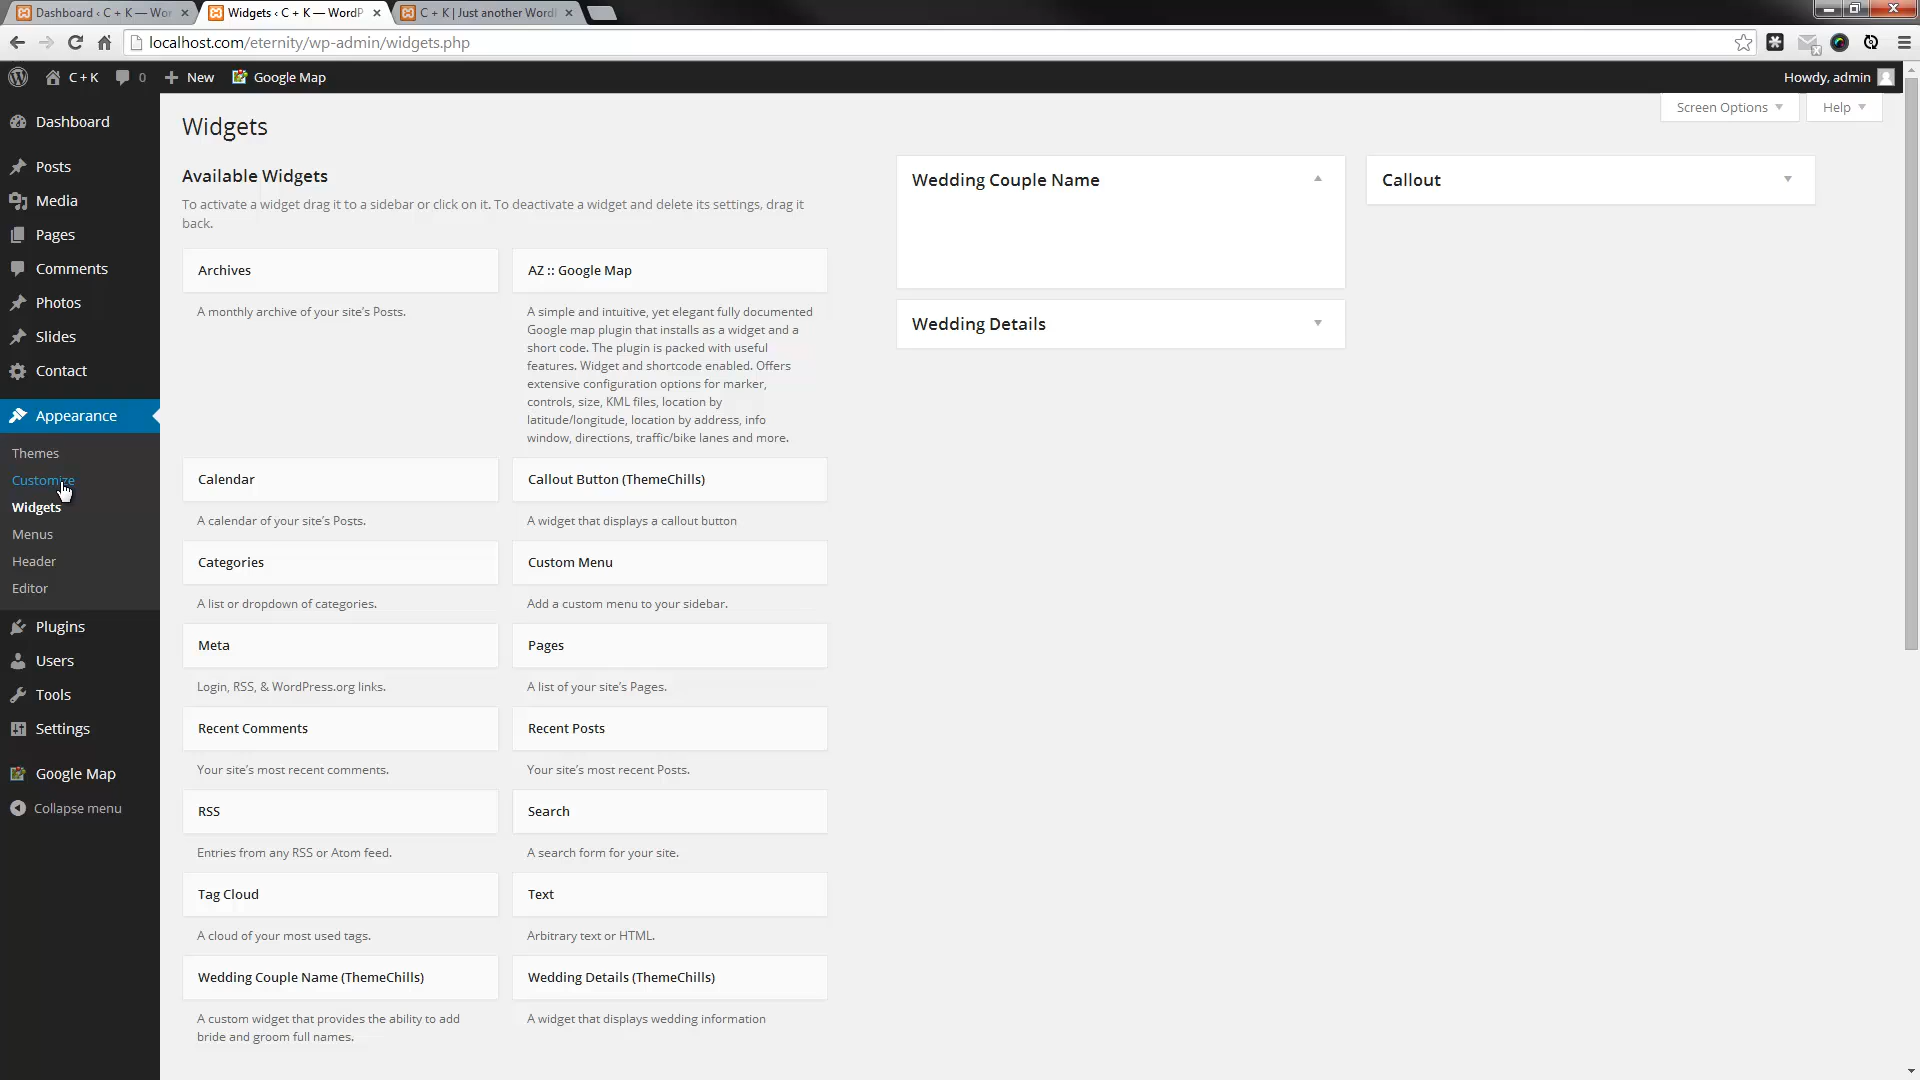 Dashboard ‹ C + K — Wor
Widgets ‹ C + K — WordP
C + K | Just another Word
localhost.com/eternity/wp-admin/widgets.php
C + K
0
New
Google Map
Howdy, admin
Screen Options
Help
Dashboard
Posts
Media
Pages
Comments
Photos
Slides
Contact
Appearance
Themes
Customize
Widgets
Menus
Header
Editor
Plugins
Users
Tools
Settings
Google Map
Collapse menu
Widgets
Available Widgets
To activate a widget drag it to a sidebar or click on it. To deactivate a widget and delete its settings, drag it
back.
Archives
A monthly archive of your site’s Posts.
AZ :: Google Map
A simple and intuitive, yet elegant fully documented
Google map plugin that installs as a widget and a
short code. The plugin is packed with useful
features. Widget and shortcode enabled. Offers
extensive configuration options for marker,
controls, size, KML files, location by
latitude/longitude, location by address, info
window, directions, traffic/bike lanes and more.
Calendar
A calendar of your site’s Posts.
Callout Button (ThemeChills)
A widget that displays a callout button
Categories
A list or dropdown of categories.
Custom Menu
Add a custom menu to your sidebar.
Meta
Login, RSS, & WordPress.org links.
Pages
A list of your site’s Pages.
Recent Comments
Your site’s most recent comments.
Recent Posts
Your site’s most recent Posts.
RSS
Entries from any RSS or Atom feed.
Search
A search form for your site.
Tag Cloud
A cloud of your most used tags.
Text
Arbitrary text or HTML.
Wedding Couple Name (ThemeChills)
A custom widget that provides the ability to add
bride and groom full names.
Wedding Details (ThemeChills)
A widget that displays wedding information
Wedding Couple Name
Wedding Details
Callout